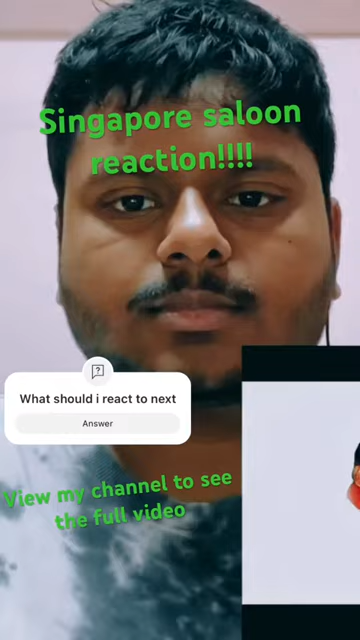 Singapore saloon
reaction!!!!
What should i react to next
Answer
View my channel to see
the full video